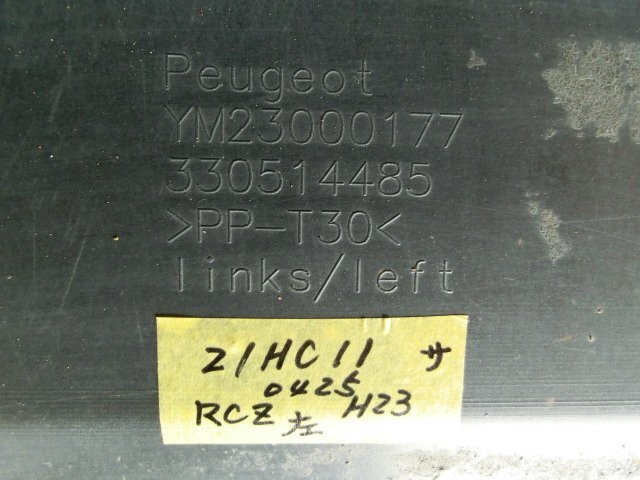 Peugeot
YM23000177
330514485
>PP-T30<
links/left
21HC11 サ
0425
RCZ 左 H23